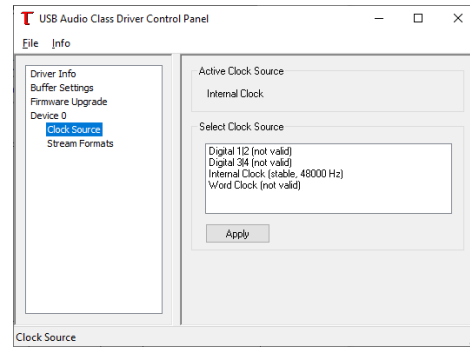 USB Audio Class Driver Control Panel
File Info
Driver Info
Buffer Settings
Firmware Upgrade
Device 0
Clock Source
Stream Formats
Active Clock Source
Internal Clock
Select Clock Source
Digital 1|2 (not valid)
Digital 3|4 (not valid)
Internal Clock (stable, 48000 Hz)
Word Clock (not valid)
Apply
Clock Source